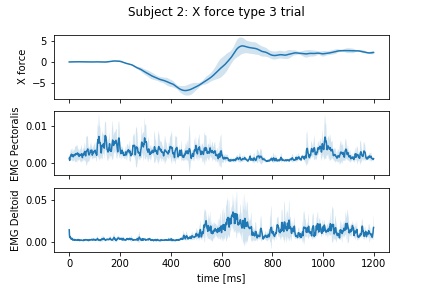 Subject 2: X force type 3 trial
X force
5
0
−5
EMG Pectoralis
0.01
0.00
EMG Deltoid
0.05
0.00
0 200 400 600 800 1000 1200
time [ms]